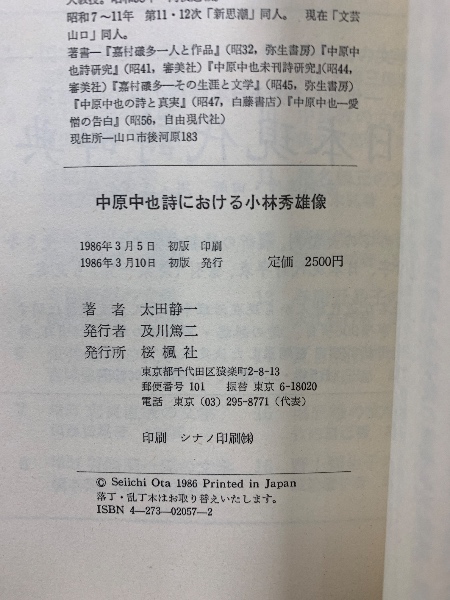 昭和7～11年 第11・12次「新思潮」同人。 現在「文芸
山口」同人。
著書―『嘉村礒多―人と作品』(昭32, 弥生書房)『中原中
也詩研究』(昭41, 審美社)『中原中也未刊詩研究』(昭44,
審美社)『嘉村礒多―その生涯と文学』(昭45, 弥生書房)
『中原中也の詩と真実』(昭47, 白藤書店)『中原中也―愛
憎の告白』(昭56, 自由現代社)
現住所―山口市後河原183
中原中也詩における小林秀雄像
1986年3月5日 初版 印刷
1986年3月10日 初版 発行 定価 2500円
著者 太田静一
発行者 及川篤二
発行所 桜楓社
東京都千代田区猿楽町2-8-13
郵便番号 101 振替 東京 6-18020
電話 東京 (03) 295-8771 (代表)
印刷 シナノ印刷㈱
© Seiichi Ota 1986 Printed in Japan
落丁・乱丁本はお取り替えいたします。
ISBN 4-273-02057-2